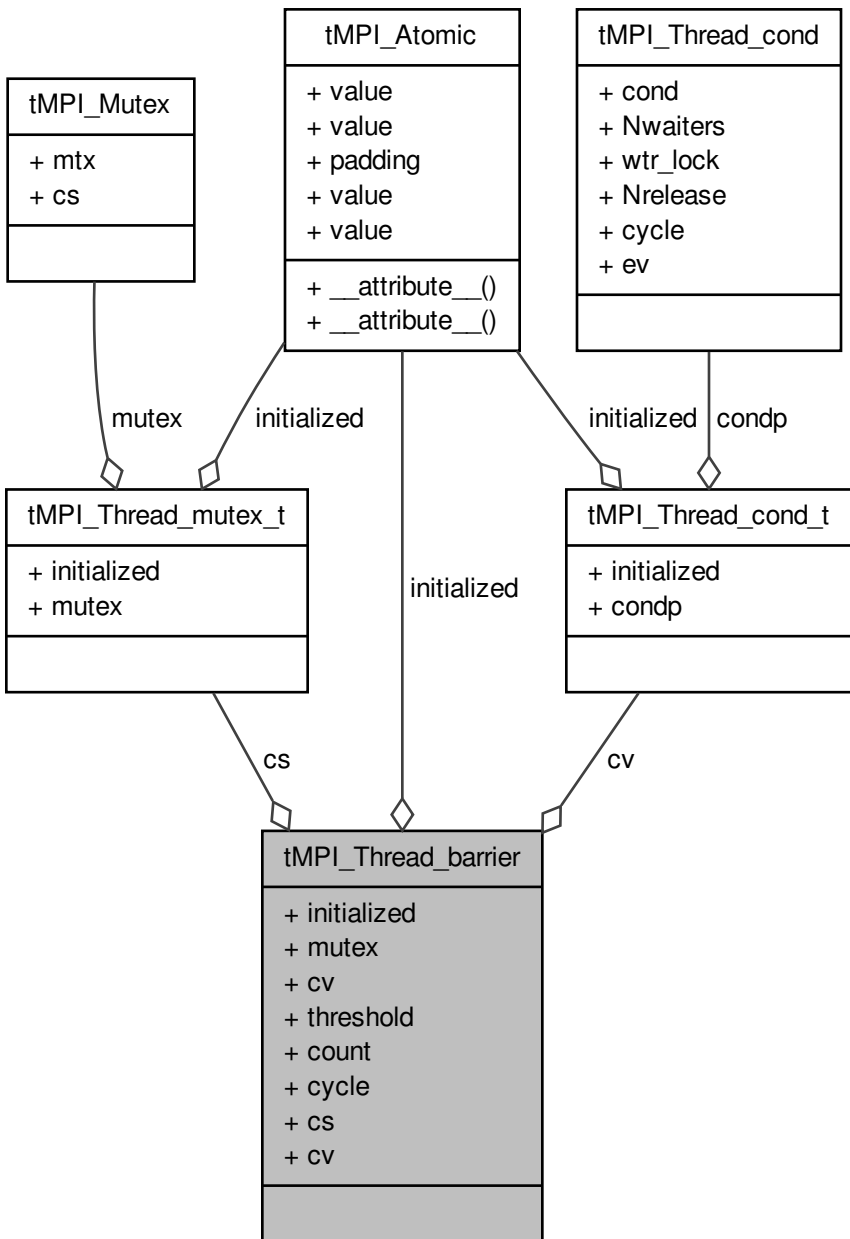 tMPI_Mutex
+ mtx
+ cs
tMPI_Atomic
+ value
+ value
+ padding
+ value
+ value
+ __attribute__()
+ __attribute__()
tMPI_Thread_cond
+ cond
+ Nwaiters
+ wtr_lock
+ Nrelease
+ cycle
+ ev
mutex
initialized
initialized
condp
tMPI_Thread_mutex_t
+ initialized
+ mutex
initialized
tMPI_Thread_cond_t
+ initialized
+ condp
cs
cv
tMPI_Thread_barrier
+ initialized
+ mutex
+ cv
+ threshold
+ count
+ cycle
+ cs
+ cv